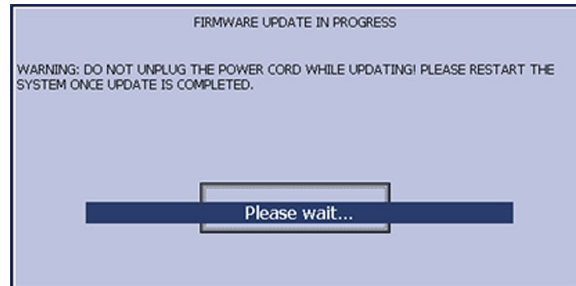 FIRMWARE UPDATE IN PROGRESS
WARNING: DO NOT UNPLUG THE POWER CORD WHILE UPDATING! PLEASE RESTART THE
SYSTEM ONCE UPDATE IS COMPLETED.
Please wait...